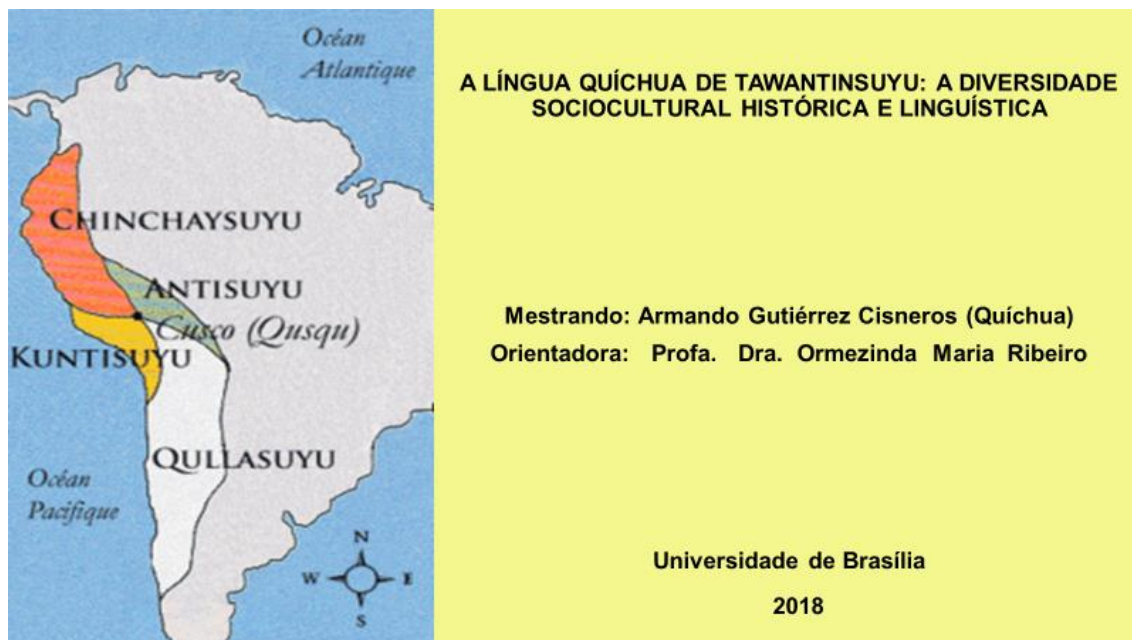 Océan
Atlantique
CHINCHAYSUYU
ANTISUYU
Cusco (Qusqu)
KUNTISUYU
QULLASUYU
Océan
Pacifique
N
W
E
S
A LÍNGUA QUÍCHUA DE TAWANTINSUYU: A DIVERSIDADE
SOCIOCULTURAL HISTÓRICA E LINGUÍSTICA
Mestrando: Armando Gutiérrez Cisneros (Quíchua)
Orientadora: Profa. Dra. Ormezinda Maria Ribeiro
Universidade de Brasília
2018